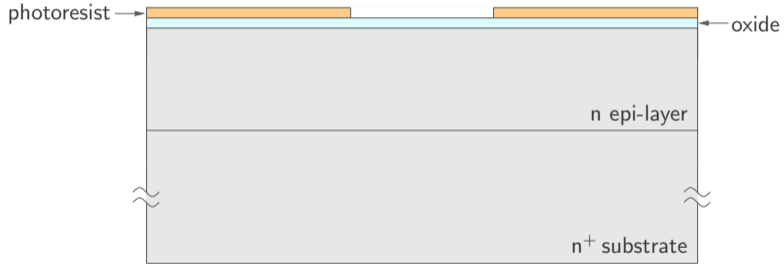 photoresist
oxide
n epi-layer
n⁺ substrate